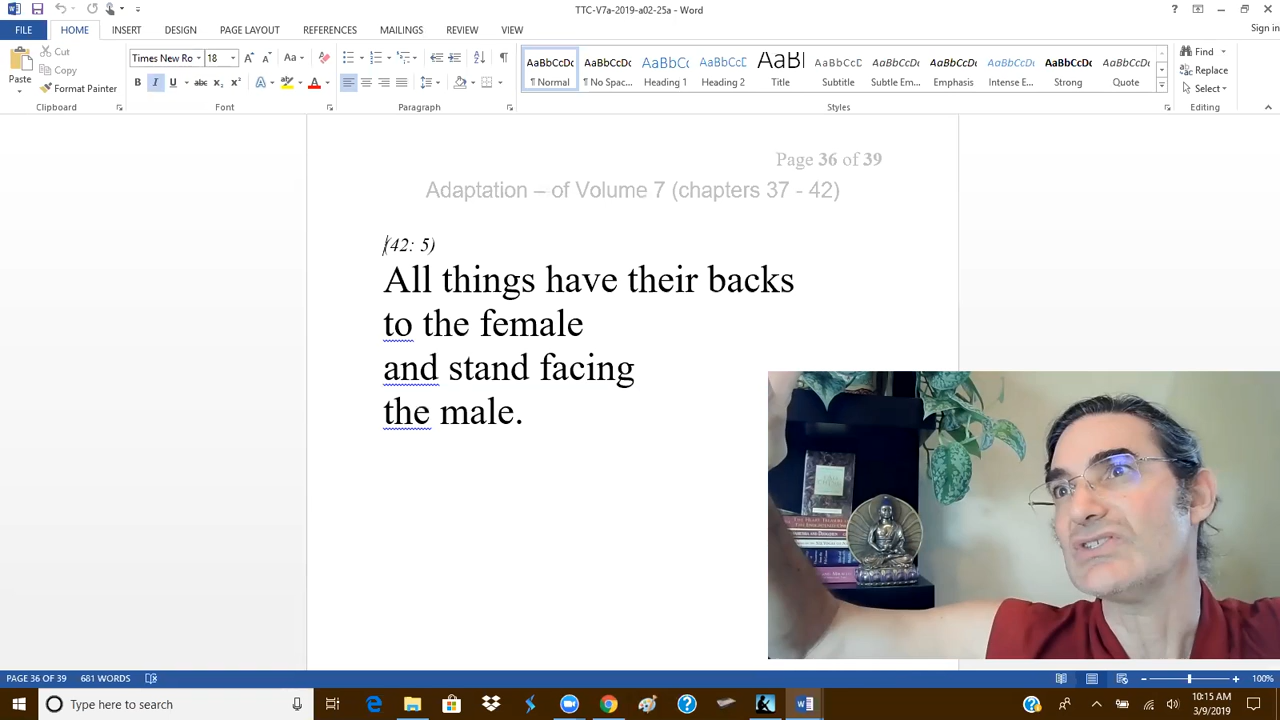 TTC-V7a-2019-a02-25a - Word
FILE HOME INSERT DESIGN PAGE LAYOUT REFERENCES MAILINGS REVIEW VIEW Sign in
Paste
Cut
Copy
Format Painter
Clipboard
Times New Ro 18
Font
Paragraph
AaBbCcDc AaBbCcDc AaBbCc AaBbCcC AaBl AaBbCcD AaBbCcDc AaBbCcDc AaBbCcDc AaBbCcDc AaBbCcDc
¶ Normal ¶ No Spac... Heading 1 Heading 2 Title Subtitle Subtle Em... Emphasis Intense E... Strong Quote
Styles
Find
Replace
Select
Editing
Page 36 of 39
Adaptation – of Volume 7 (chapters 37 - 42)
(42: 5)
All things have their backs
to the female
and stand facing
the male.
PAGE 36 OF 39 681 WORDS 100%
Type here to search
10:15 AM
3/9/2019